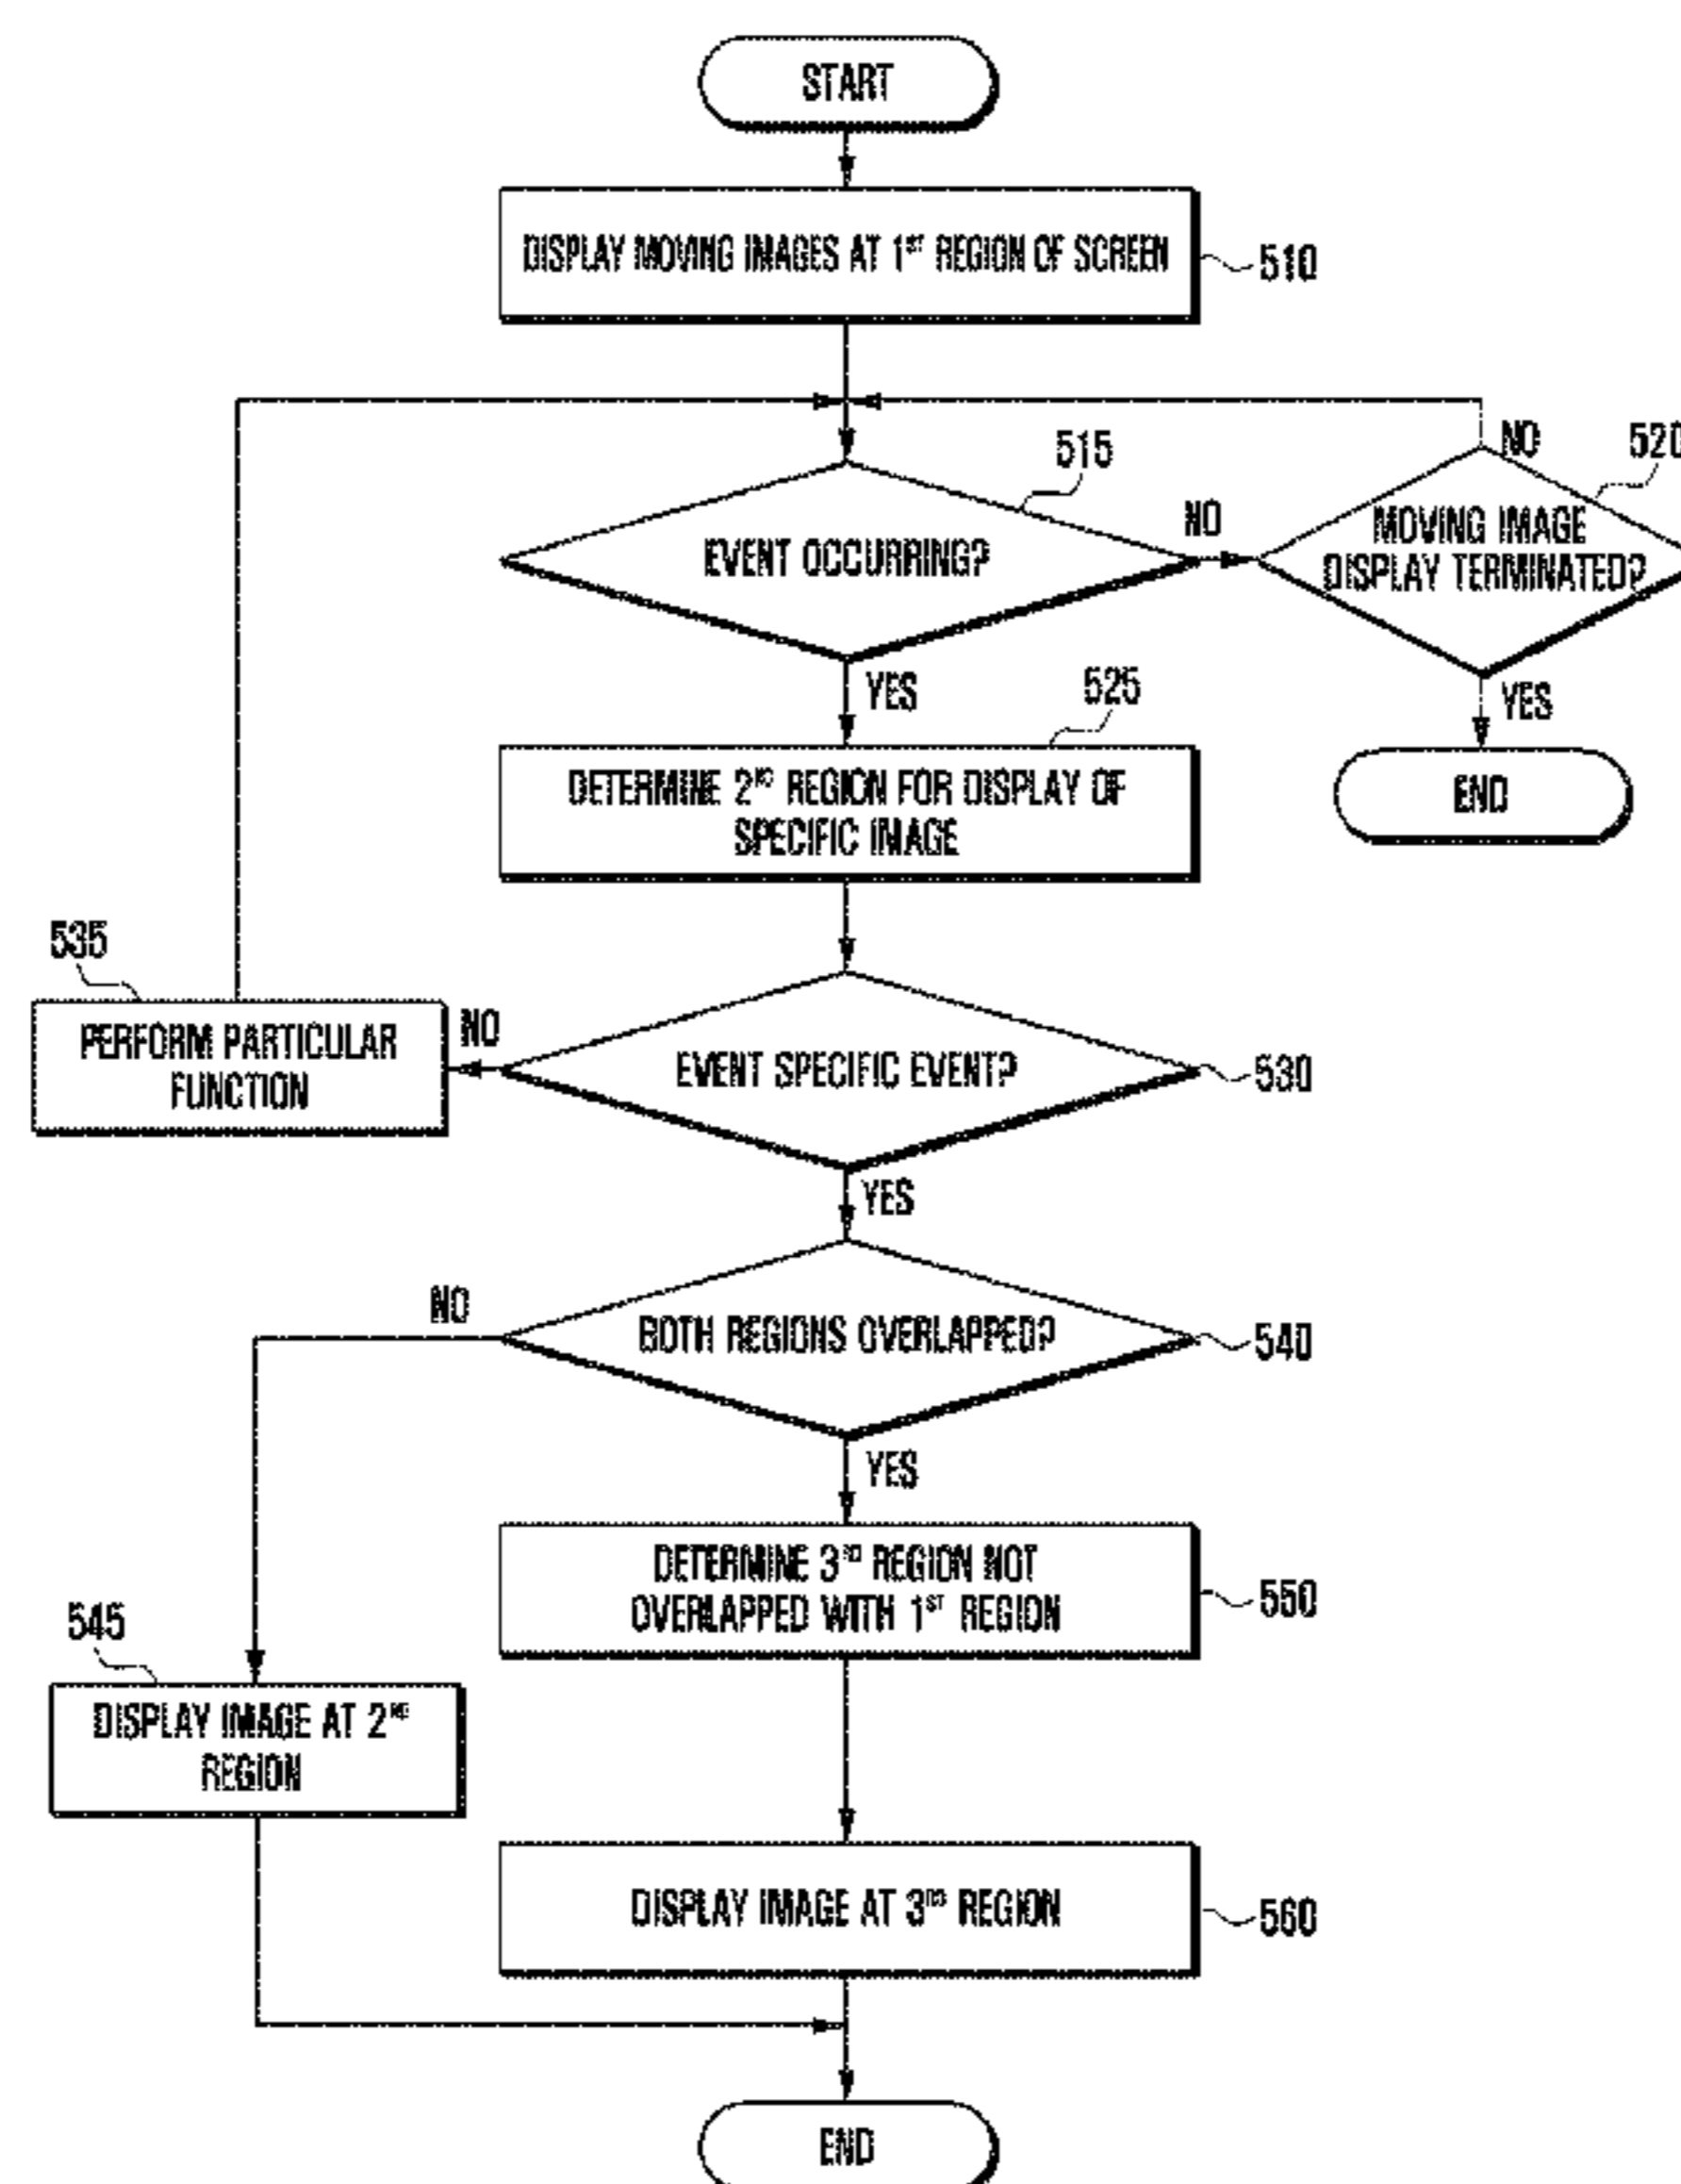 START
DISPLAY MOVING IMAGES AT 1ST REGION OF SCREEN
510
515
NO
520
NO
EVENT OCCURRING?
MOVING IMAGE
DISPLAY TERMINATED?
YES
525
YES
DETERMINE 2ND REGION FOR DISPLAY OF
SPECIFIC IMAGE
END
535
NO
PERFORM PARTICULAR
FUNCTION
EVENT SPECIFIC EVENT?
530
YES
NO
BOTH REGIONS OVERLAPPED?
540
YES
DETERMINE 3RD REGION NOT
OVERLAPPED WITH 1ST REGION
550
545
DISPLAY IMAGE AT 2ND
REGION
DISPLAY IMAGE AT 3RD REGION
560
END